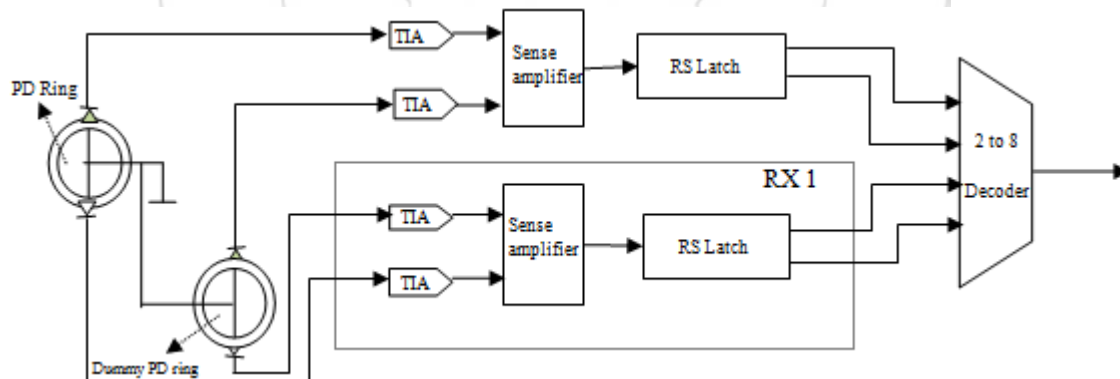 TIA
Sense
amplifier
RS Latch
PD Ring
TIA
2 to 8
Decoder
RX 1
TIA
Sense
amplifier
RS Latch
TIA
Dummy PD ring